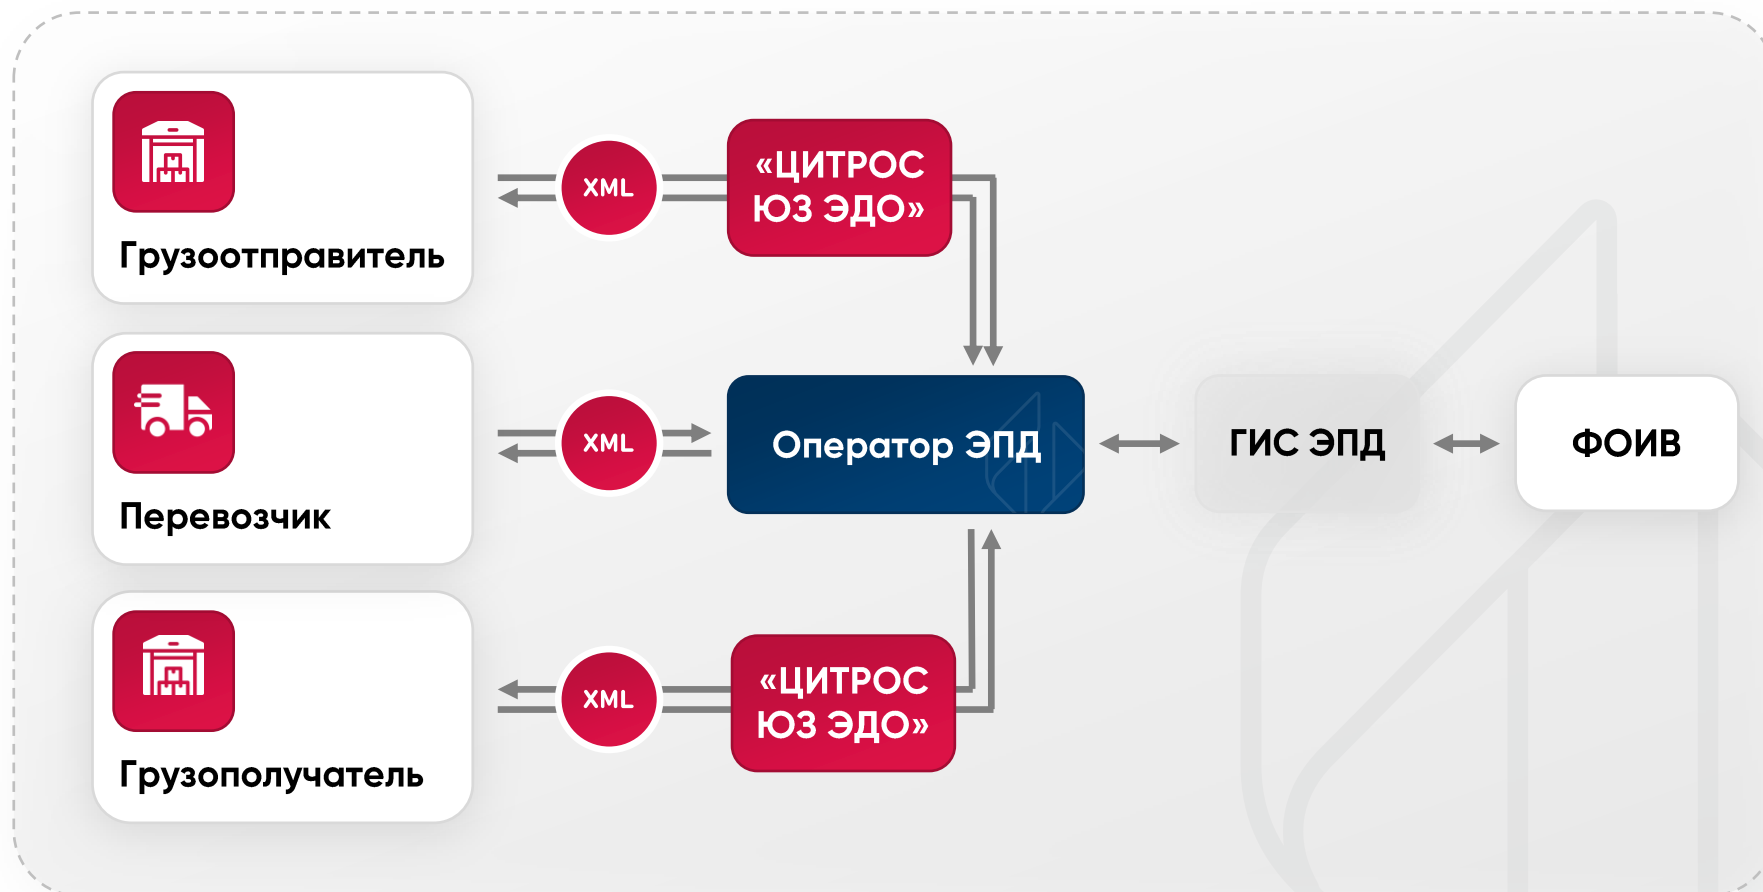 Грузоотправитель
XML
«ЦИТРОС
ЮЗ ЭДО»
Перевозчик
XML
Оператор ЭПД
ГИС ЭПД
ФОИВ
Грузополучатель
XML
«ЦИТРОС
ЮЗ ЭДО»